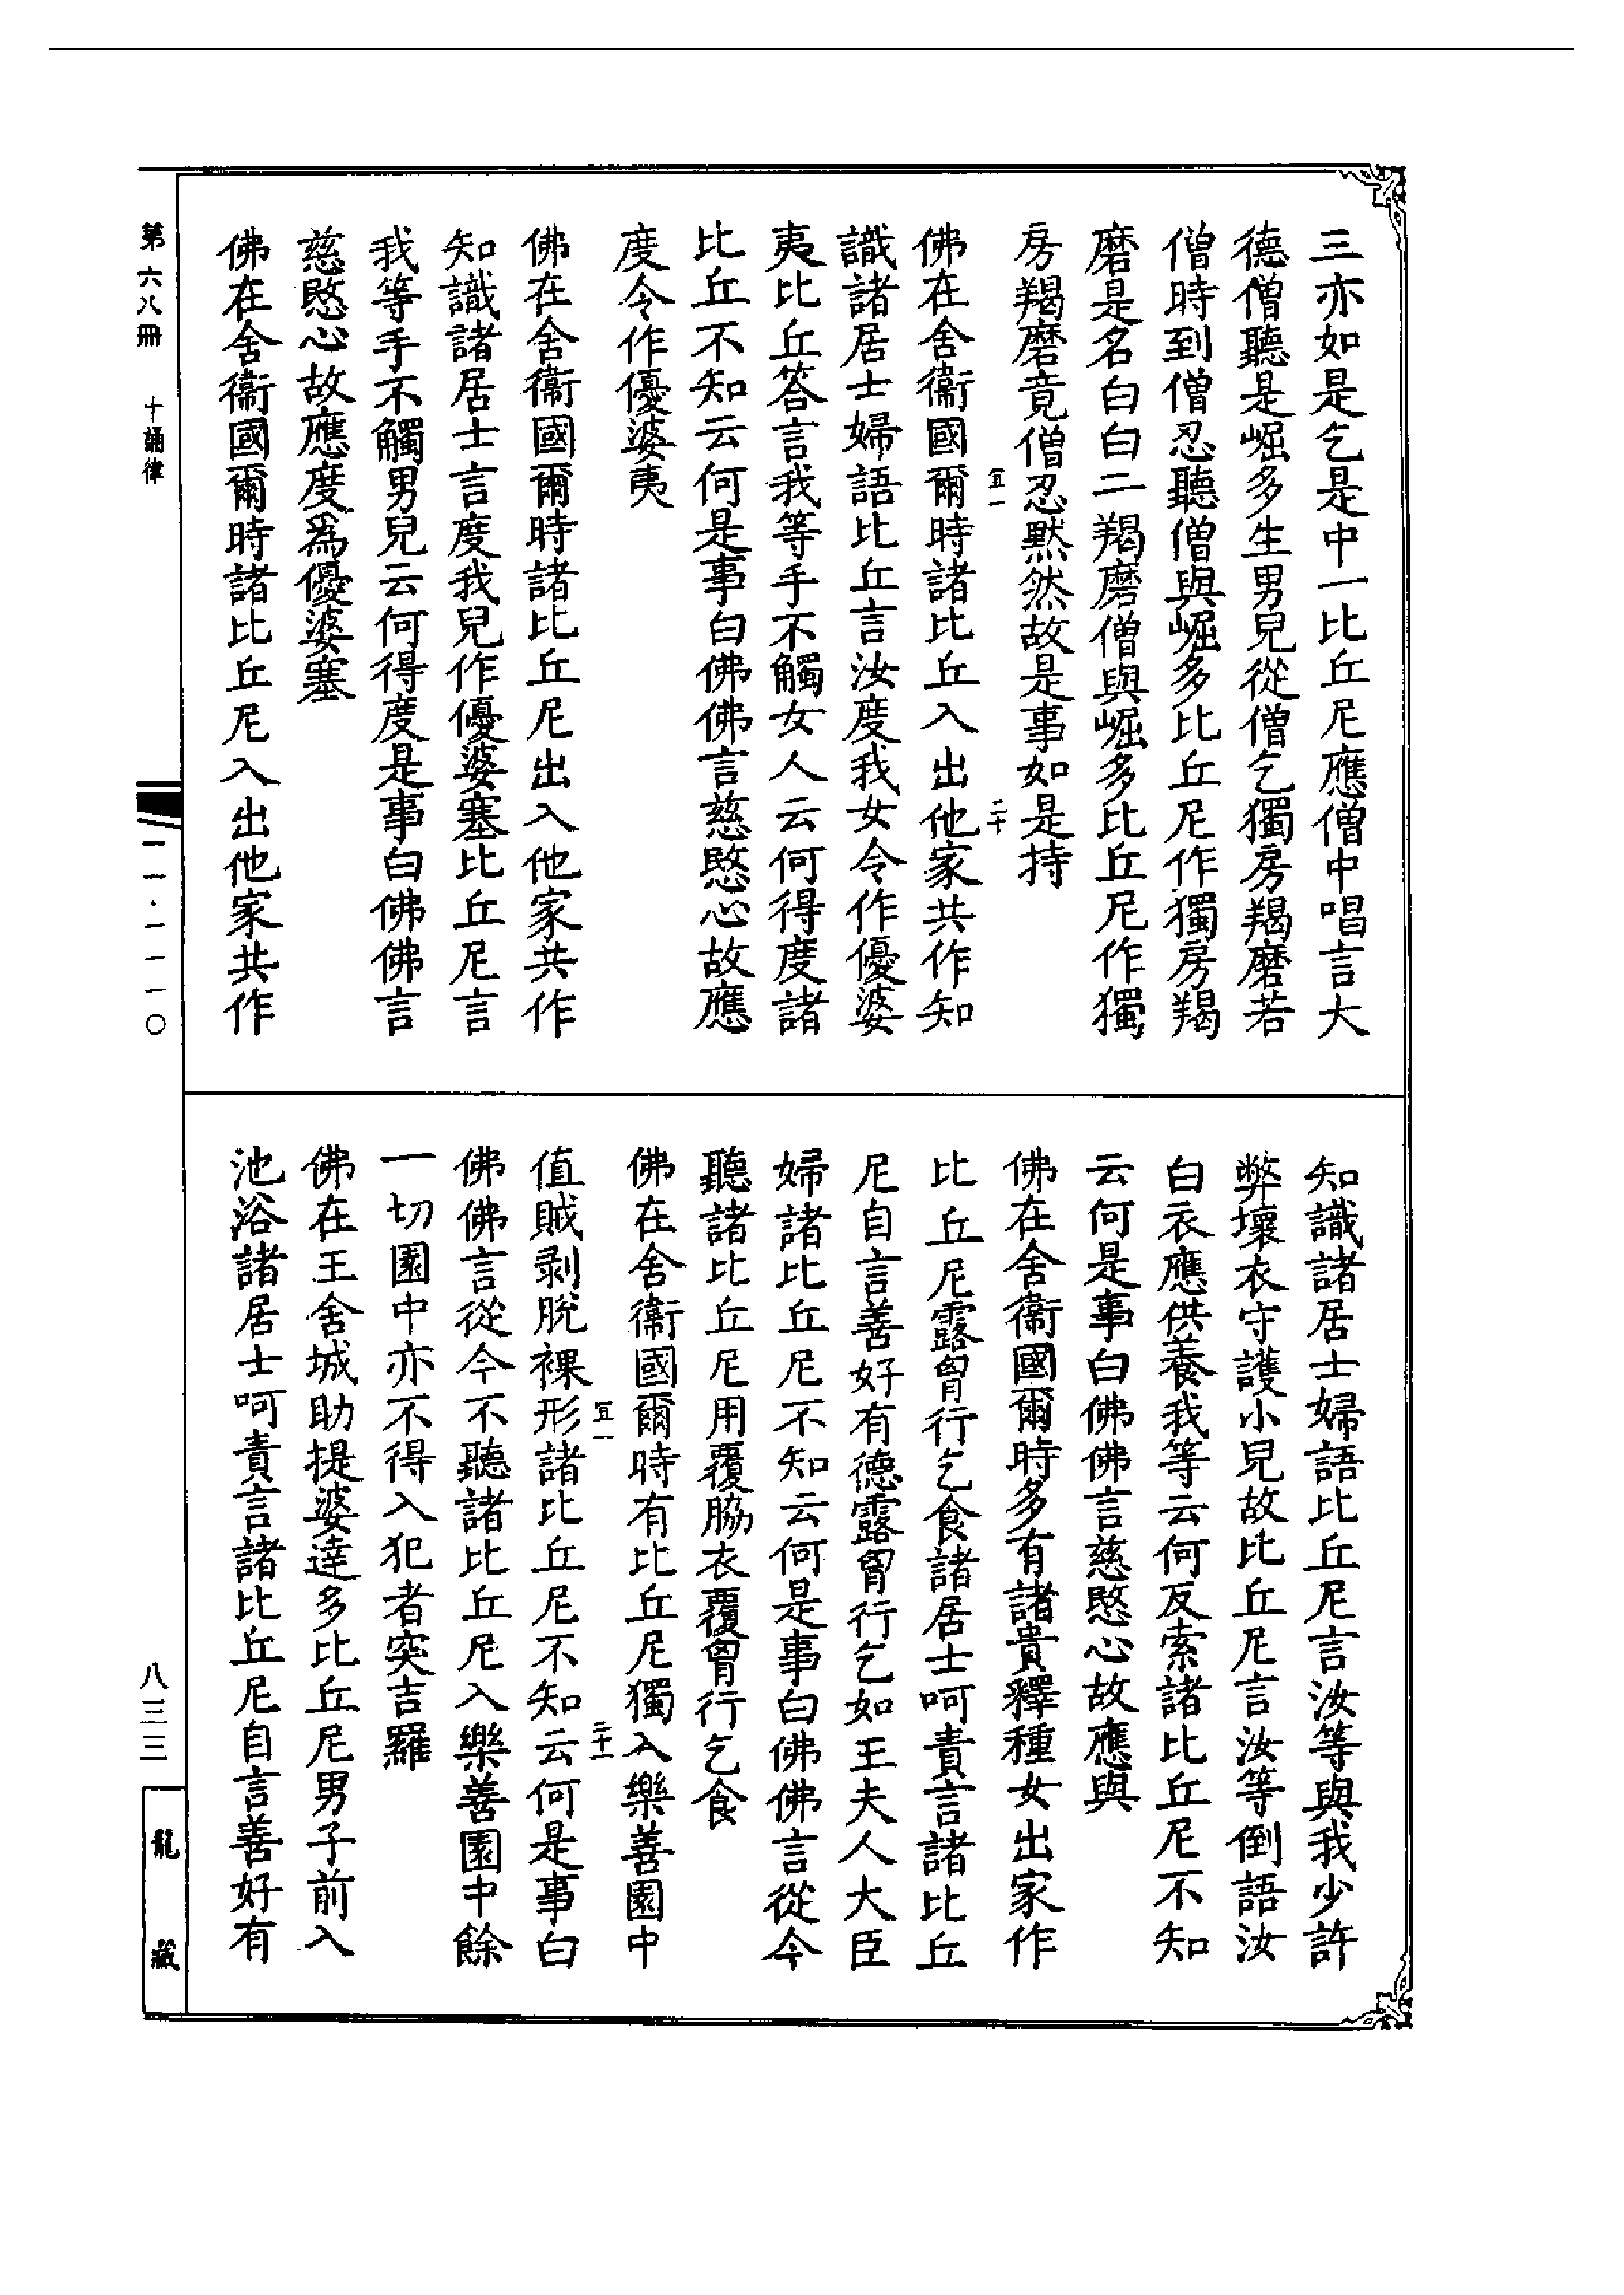 三亦如是乞是中一比丘尼應僧中唱言大
德僧聽是崛多生男兒從僧乞獨房羯磨若
僧時到僧忍聽僧與崛多比丘尼作獨房羯
磨是名白白二羯磨僧與崛多比丘尼作獨
房羯磨竟僧忍黙然故是事如是持
宜一
二十
佛在舍衞國爾時諸比丘入出他家共作知
識諸居士婦語比丘言汝度我女令作優婆
夷比丘答言我等手不觸女人云何得度諸
比丘不知云何是事白佛佛言慈愍心故應
度令作優婆夷
佛在舍衞國爾時諸比丘尼出入他家共作
知識諸居士言度我兒作優婆塞比丘尼言
我等手不觸男兒云何得度是事白佛佛言
慈愍心故應度爲優婆塞
佛在舍衞國爾時諸比丘尼入出他家共作
知識諸居士婦語比丘尼言汝等與我少許
弊壞衣守護小兒故比丘尼言汝等倒語汝
白衣應供養我等云何反索諸比丘尼不知
云何是事白佛佛言慈愍心故應與
佛在舍衞國爾時多有諸貴釋種女出家作
比丘尼露胷行乞食諸居士呵責言諸比丘
尼自言善好有德露胷行乞如王夫人大臣
婦諸比丘尼不知云何是事白佛佛言從今
聽諸比丘尼用覆脇衣覆胷行乞食
佛在舍衞國爾時有比丘尼獨入樂善園中
宜一
二十一
值賊剥脫裸形諸比丘尼不知云何是事白
佛佛言從今不聽諸比丘尼入樂善園中餘
一切園中亦不得入犯者突吉羅
佛在王舍城助提婆達多比丘尼男子前入
池浴諸居士呵責言諸比丘尼自言善好有
第六八冊 十誦律
一一·一一一〇
八三三
龍藏